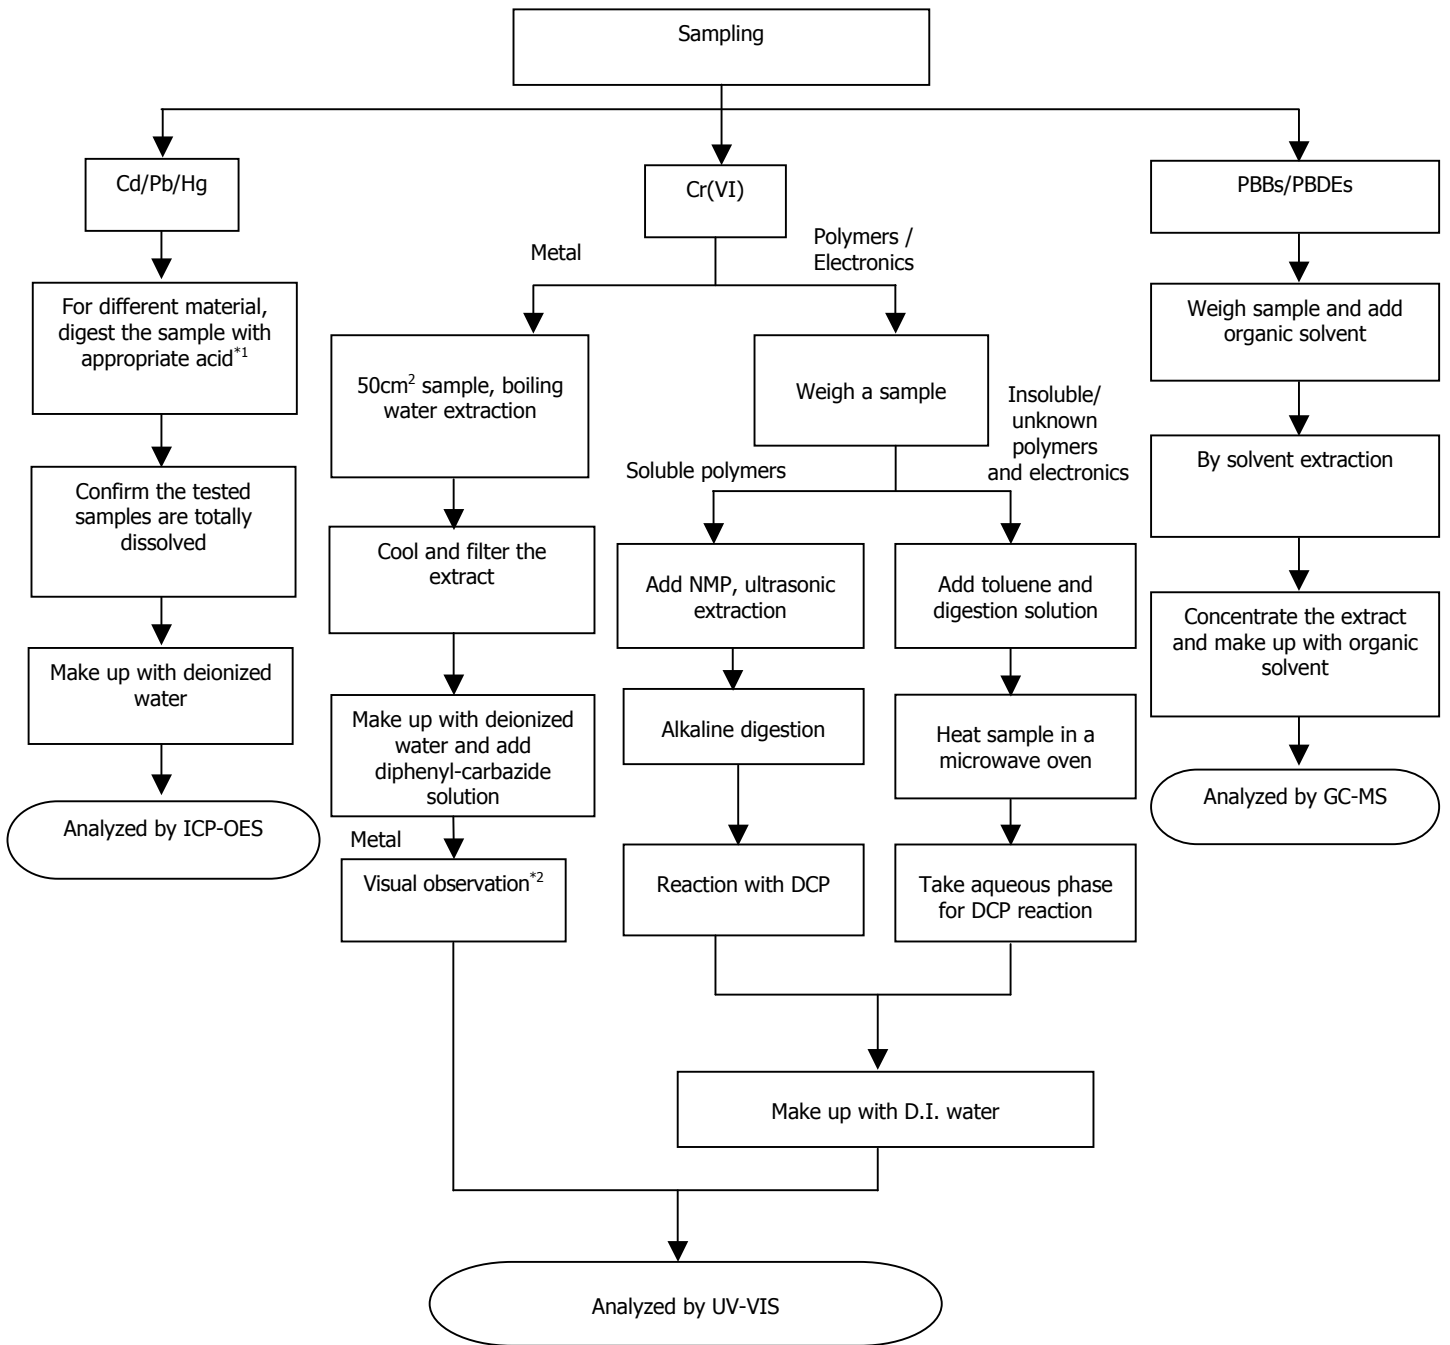 Sampling
Cd/Pb/Hg
For different material,
digest the sample with
appropriate acid*1
Confirm the tested
samples are totally
dissolved
Make up with deionized
water
Analyzed by ICP-OES
Cr(VI)
Metal
Polymers /
Electronics
50cm2 sample, boiling
water extraction
Cool and filter the
extract
Make up with deionized
water and add
diphenyl-carbazide
solution
Metal
Visual observation*2
Weigh a sample
Soluble polymers
Insoluble/
unknown
polymers
and electronics
Add NMP, ultrasonic
extraction
Alkaline digestion
Reaction with DCP
Add toluene and
digestion solution
Heat sample in a
microwave oven
Take aqueous phase
for DCP reaction
Make up with D.I. water
Analyzed by UV-VIS
PBBs/PBDEs
Weigh sample and add
organic solvent
By solvent extraction
Concentrate the extract
and make up with organic
solvent
Analyzed by GC-MS